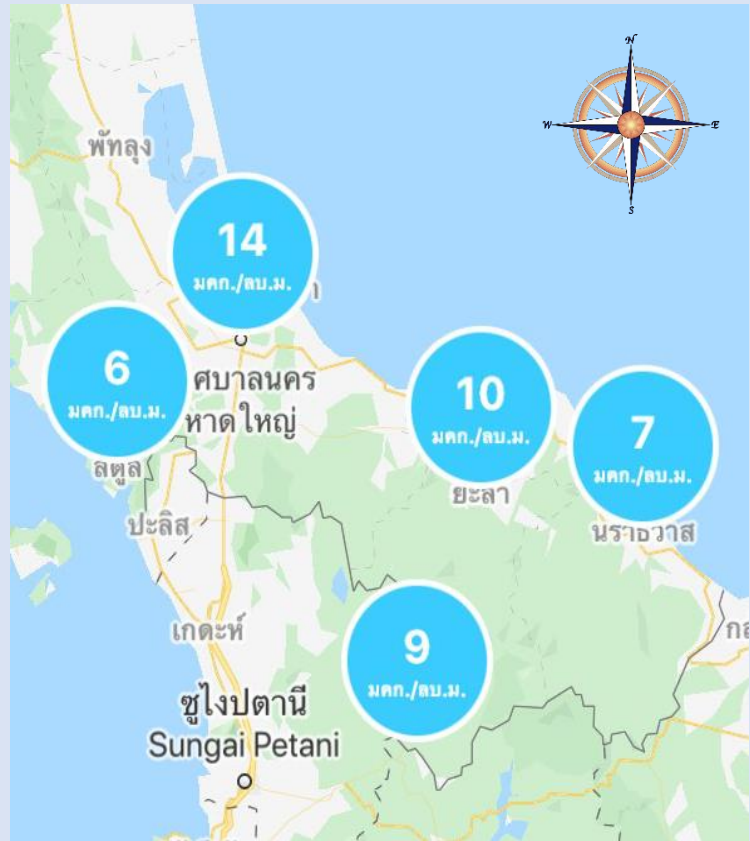 N
W
E
S
พัทลุง
14
มคก./ลบ.ม.
6
มคก./ลบ.ม.
ศบาลนคร
หาดใหญ่
10
มคก./ลบ.ม.
7
มคก./ลบ.ม.
สตูล
ยะลา
ปะลิส
นราธิวาส
เกดะห์
9
มคก./ลบ.ม.
ซูไงปตานี
Sungai Petani